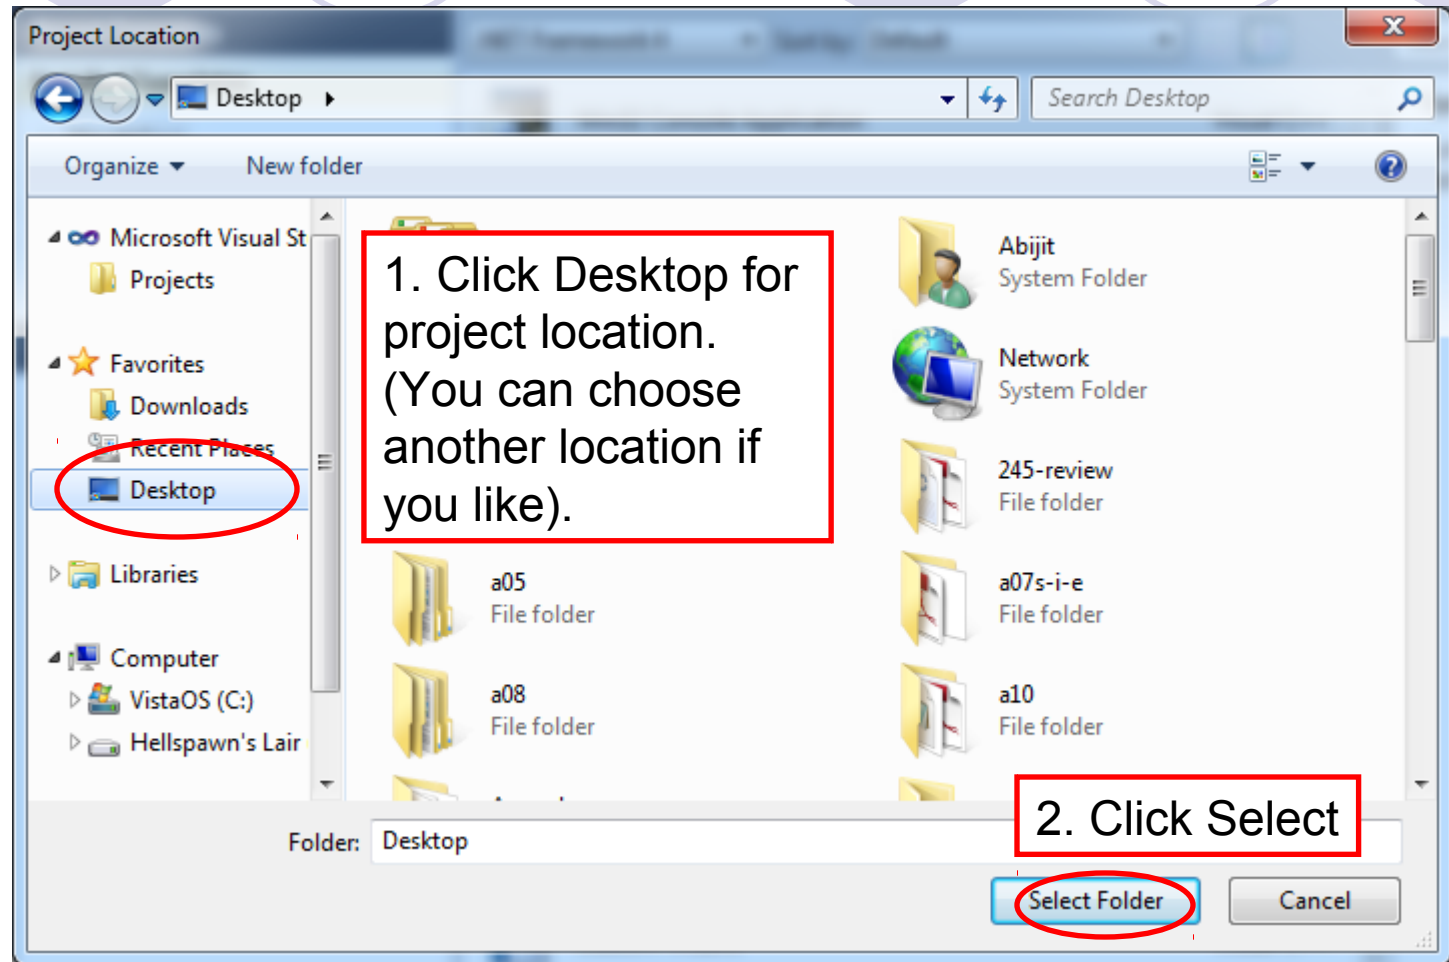 Project Location
Desktop
Search Desktop
Organize
New folder
Microsoft Visual St
Projects
Favorites
Downloads
Recent Places
Desktop
Libraries
Computer
VistaOS (C:)
Hellspawn's Lair
1. Click Desktop for
project location.
(You can choose
another location if
you like).
Abijit
System Folder
Network
System Folder
245-review
File folder
a05
File folder
a07s-i-e
File folder
a08
File folder
a10
File folder
2. Click Select
Folder: Desktop
Select Folder
Cancel